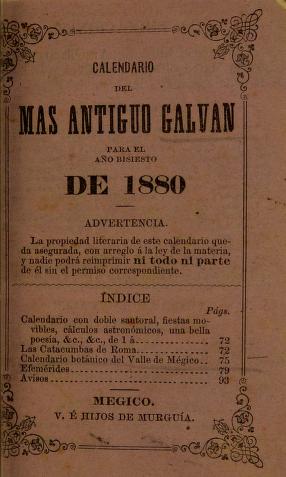 CALENDARIO
DEL
MAS ANTIGUO GALVAN
PARA EL
AÑO BISIESTO
DE 1880
ADVERTENCIA.
La propiedad literaria de este calendario que-
da asegurada, con arreglo á la ley de la materia,
y nadie podrá reimprimir ni todo ni parte
de él sin el permiso correspondiente.
ÍNDICE
Págs.
Calendario con doble santoral, fiestas mo-
vibles, cálculos astronómicos, una bella
poesía, &c., &c., de 1 á.................. 72
Las Catacumbas de Roma.................. 72
Calendario botánico del Valle de Mégico.. 75
Efemérides.................. 79
Avisos.................. 93
MEGICO.
V. É HIJOS DE MURGUÍA.